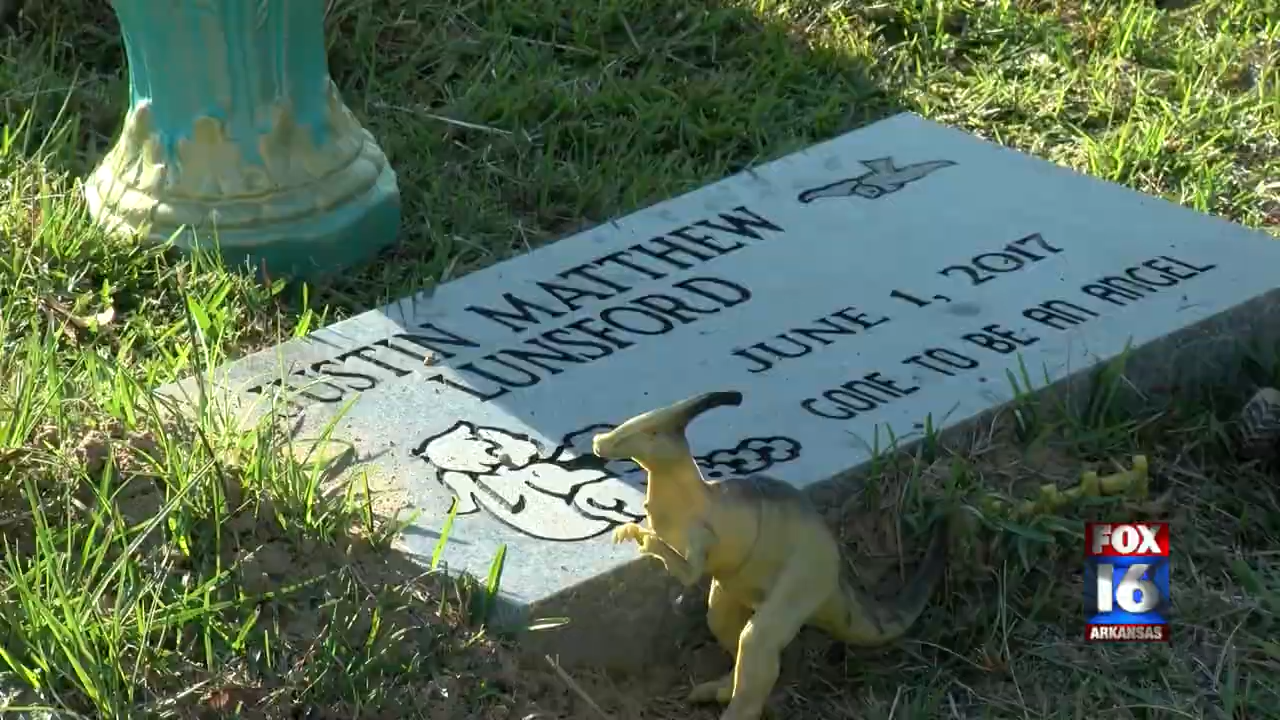 MATTHEW
LUNSFORD
JUNE 1, 2017
GONE TO BE AN ANGEL
FOX
16
ARKANSAS